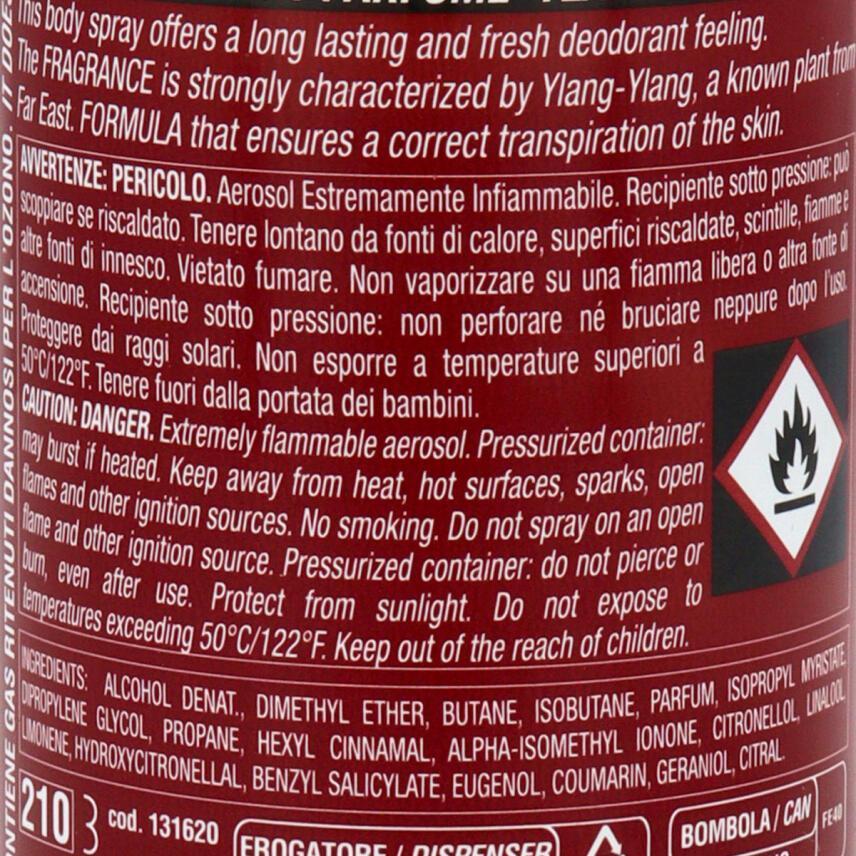 This body spray offers a long lasting and fresh deodorant feeling.
The FRAGRANCE is strongly characterized by Ylang-Ylang, a known plant from
Far East. FORMULA that ensures a correct transpiration of the skin.
AVVERTENZE: PERICOLO. Aerosol Estremamente Infiammabile. Recipiente sotto pressione: può
scoppiare se riscaldato. Tenere lontano da fonti di calore, superfici riscaldate, scintille, fiamme e
altre fonti di innesco. Vietato fumare. Non vaporizzare su una fiamma libera o altra fonte di
accensione. Recipiente sotto pressione: non perforare né bruciare neppure dopo l'uso.
Proteggere dai raggi solari. Non esporre a temperature superiori a
50°C/122°F. Tenere fuori dalla portata dei bambini.
CAUTION: DANGER. Extremely flammable aerosol. Pressurized container:
may burst if heated. Keep away from heat, hot surfaces, sparks, open
flames and other ignition sources. No smoking. Do not spray on an open
flame and other ignition source. Pressurized container: do not pierce or
burn, even after use. Protect from sunlight. Do not expose to
temperatures exceeding 50°C/122°F. Keep out of the reach of children.
INGREDIENTS: ALCOHOL DENAT., DIMETHYL ETHER, BUTANE, ISOBUTANE, PARFUM, ISOPROPYL MYRISTATE,
DIPROPYLENE GLYCOL, PROPANE, HEXYL CINNAMAL, ALPHA-ISOMETHYL IONONE, CITRONELLOL, LINALOOL,
LIMONENE, HYDROXYCITRONELLAL, BENZYL SALICYLATE, EUGENOL, COUMARIN, GERANIOL, CITRAL.
210 3 cod. 131620
EROGATORE / DISPENSER
BOMBOLA / CAN
FE40
GAS RITENUTI DANNOSI PER L'OZONO. IT DOES